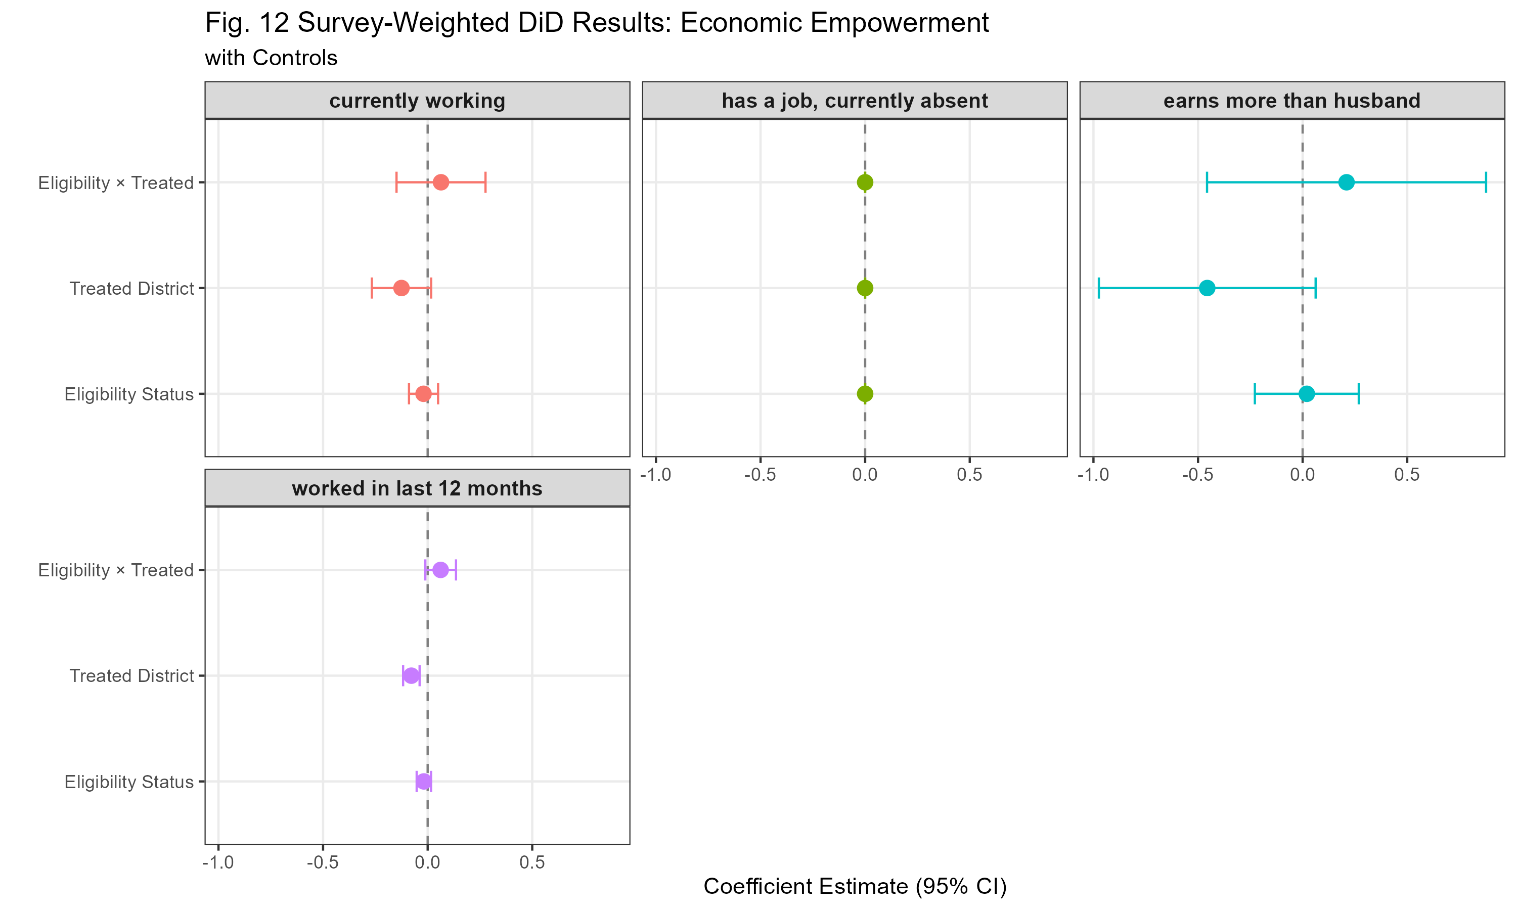 Fig. 12 Survey-Weighted DiD Results: Economic Empowerment
with Controls
currently working
has a job, currently absent
earns more than husband
Eligibility × Treated
Treated District
Eligibility Status
-1.0 -0.5 0.0 0.5
-1.0 -0.5 0.0 0.5
worked in last 12 months
Eligibility × Treated
Treated District
Eligibility Status
-1.0 -0.5 0.0 0.5
Coefficient Estimate (95% CI)